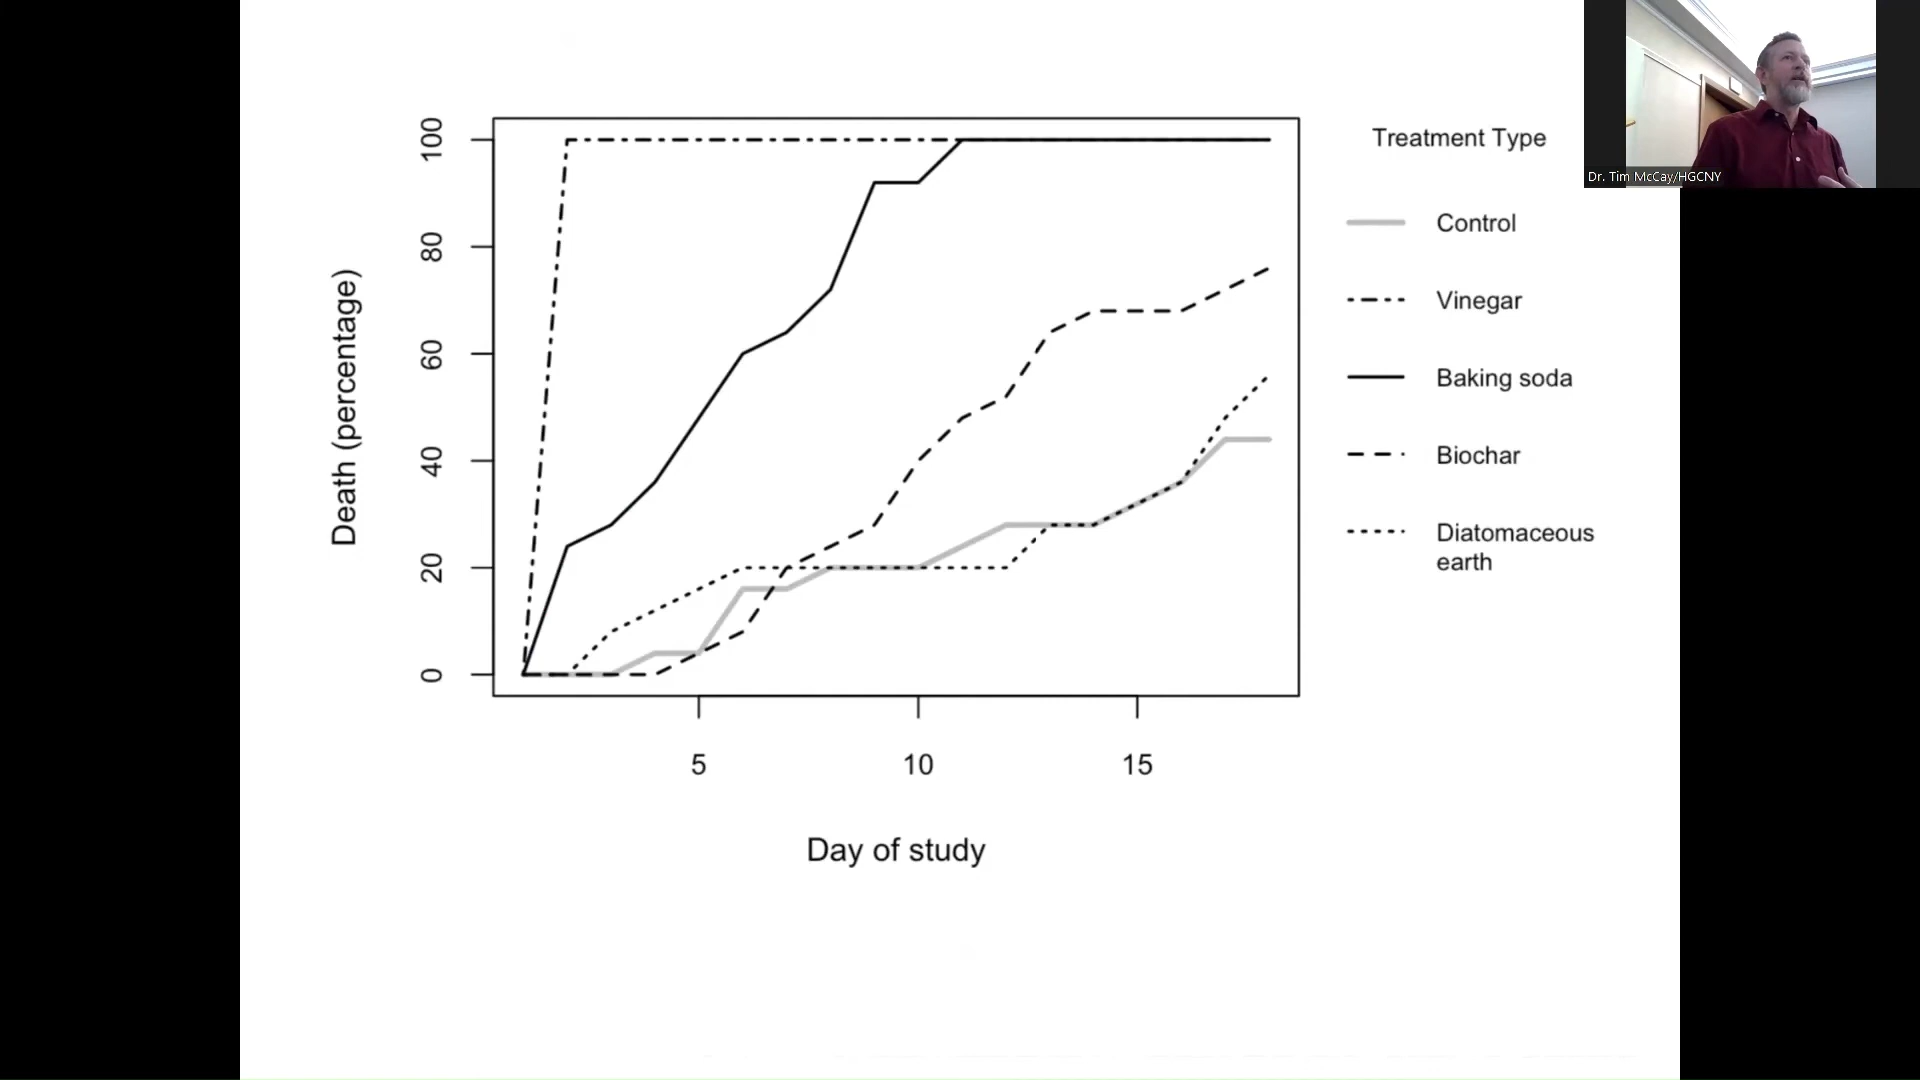 Dr. Tim McCay/HGCNY
Treatment Type
Control
Vinegar
Baking soda
Biochar
Diatomaceous
earth
Death (percentage)
100
80
60
40
20
0
5 10 15
Day of study